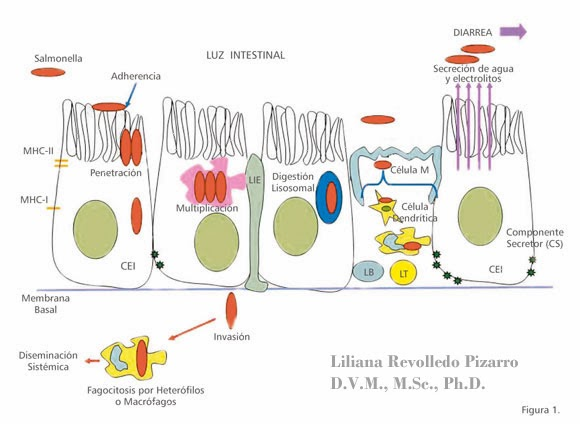 DIARREA
Salmonella
LUZ INTESTINAL
Adherencia
Secreción de agua
y electrolitos
MHC-II
Penetración
LIE
Digestión
Lisosomal
Célula M
MHC-I
Multiplicación
Célula
Dendrítica
Componente
Secretor (CS)
CEI
LB
LT
CEI
Membrana
Basal
Invasión
Diseminación
Sistémica
Fagocitosis por Heterófilos
o Macrófagos
Liliana Revolledo Pizarro
D.V.M., M.Sc., Ph.D.
Figura 1.